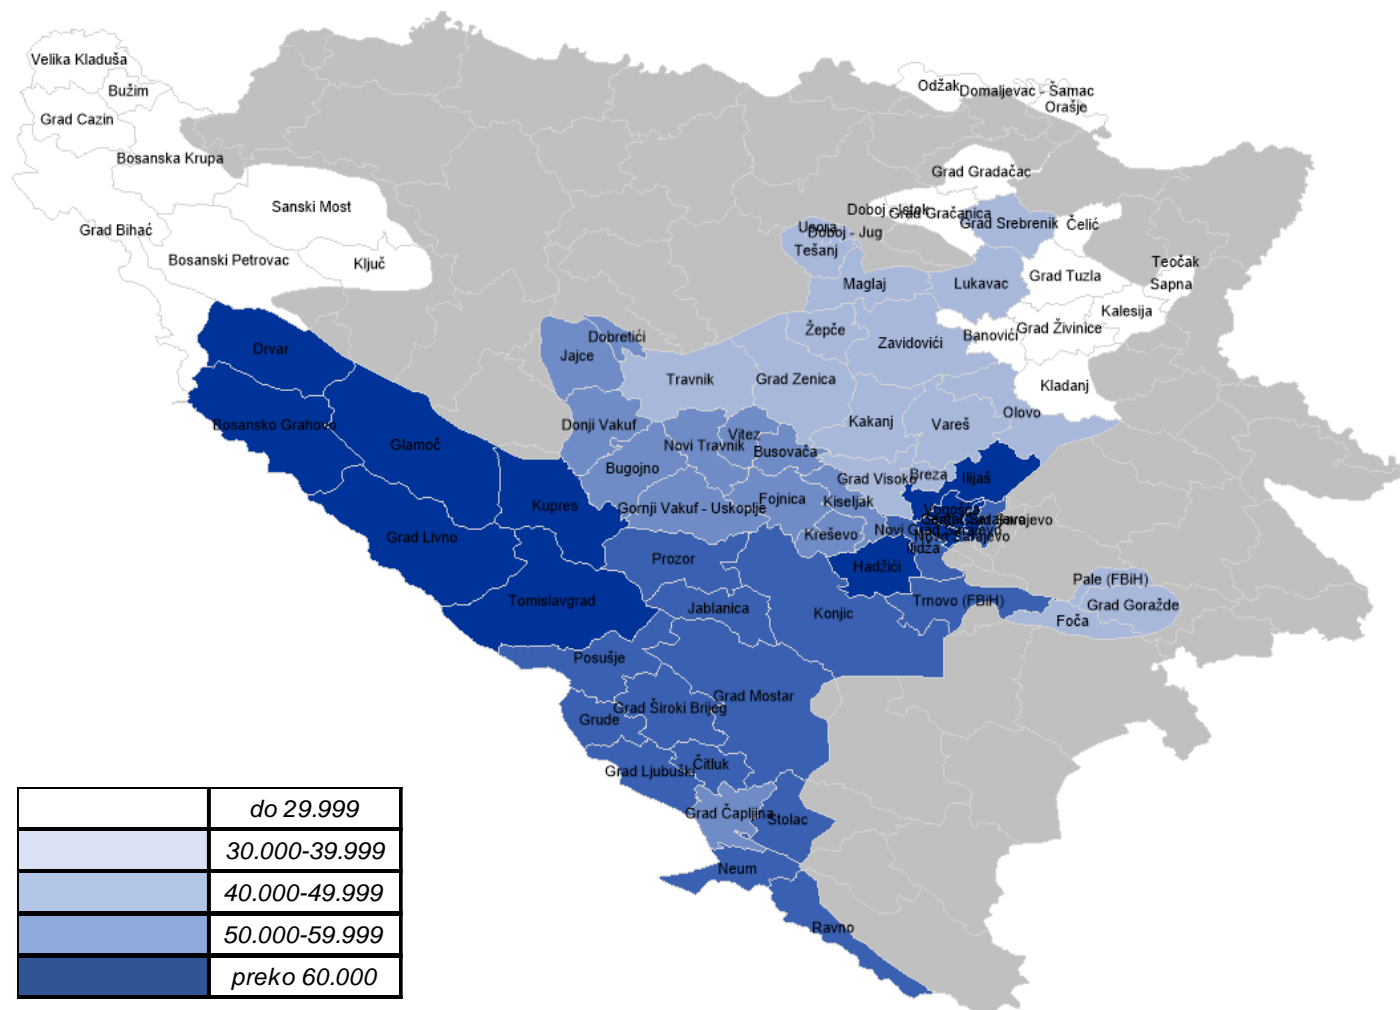 Velika Kladuša
Bužim
Grad Cazin
Bosanska Krupa
Sanski Most
Grad Bihać
Bosanski Petrovac
Ključ
Odžak
Domaljevac - Šamac
Orašje
Grad Gradačac
Doboj - Istok
Grad Gračanica
Grad Srebrenik
Čelić
Usora
Doboj - Jug
Tešanj
Teočak
Sapna
Grad Tuzla
Maglaj
Lukavac
Kalesija
Žepče
Banovići
Grad Živinice
Zavidovići
Dobretići
Jajce
Drvar
Travnik
Grad Zenica
Kladanj
Olovo
Bosansko Grahovo
Donji Vakuf
Kakanj
Vareš
Vitez
Novi Travnik
Busovača
Glamoč
Bugojno
Grad Visoko
Breza
Ilijaš
Kupres
Gornji Vakuf - Uskoplje
Fojnica
Kiseljak
Vogošća
Novi Grad Sarajevo
Novo Sarajevo
Grad Livno
Kreševo
Ilidža
Prozor
Hadžići
Pale (FBiH)
Tomislavgrad
Jablanica
Konjic
Trnovo (FBiH)
Grad Goražde
Foča
Posušje
Grad Mostar
Grude
Grad Široki Brijeg
Grad Ljubuški
Čitluk
Grad Čapljina
Stolac
Neum
Ravno
do 29.999
30.000-39.999
40.000-49.999
50.000-59.999
preko 60.000